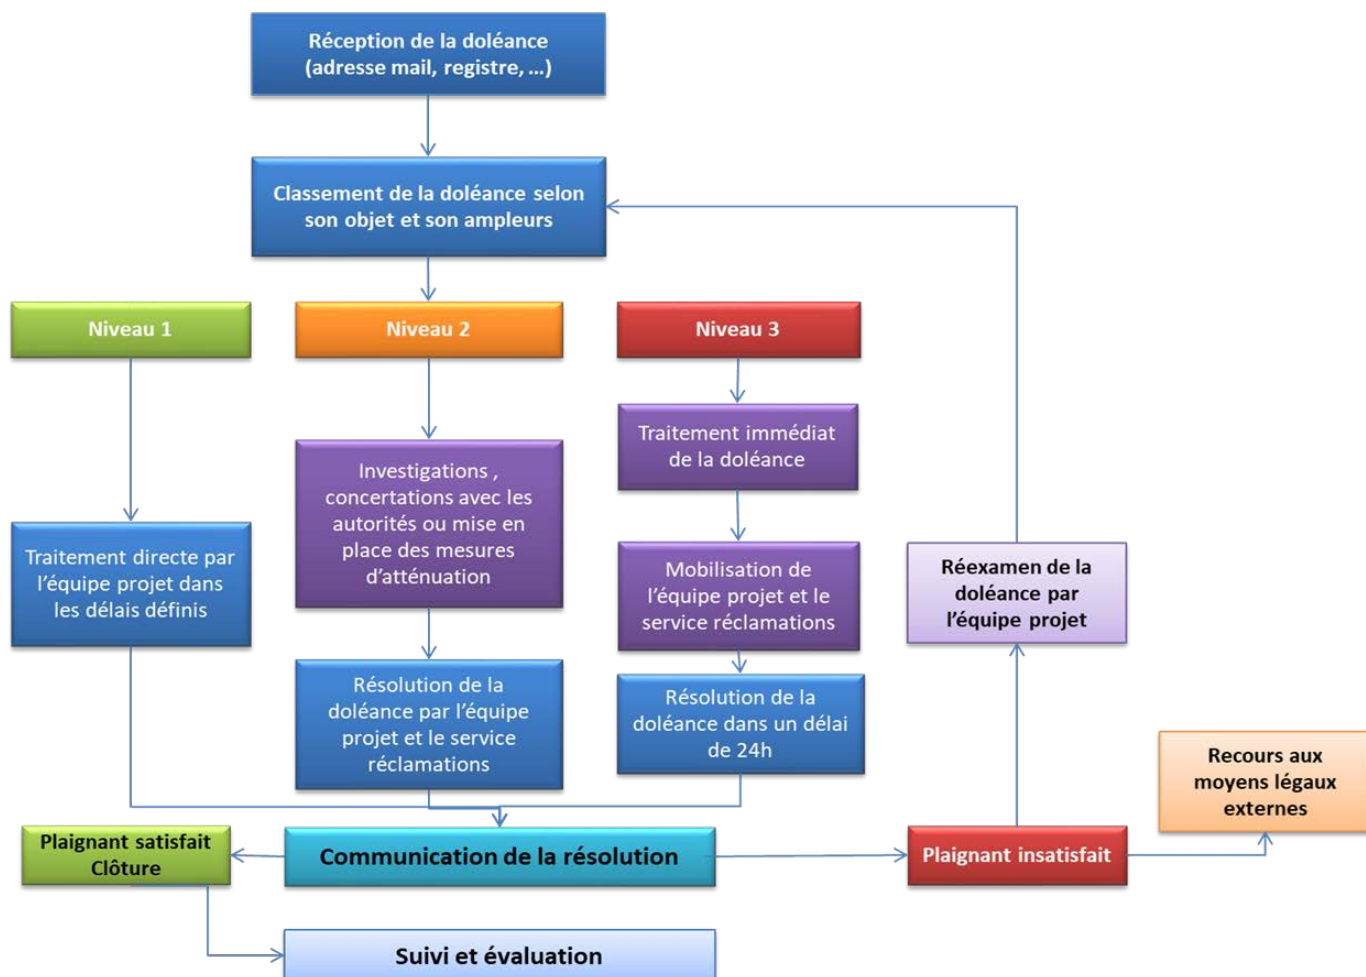 Réception de la doléance
(adresse mail, registre, …)
Classement de la doléance selon
son objet et son ampleurs
Niveau 1
Niveau 2
Niveau 3
Traitement immédiat
de la doléance
Investigations ,
concertations avec les
autorités ou mise en
place des mesures
d’atténuation
Traitement directe par
l’équipe projet dans
les délais définis
Mobilisation de
l’équipe projet et le
service réclamations
Réexamen de la
doléance par
l’équipe projet
Résolution de la
doléance par l’équipe
projet et le service
réclamations
Résolution de la
doléance dans un délai
de 24h
Recours aux
moyens légaux
externes
Plaignant satisfait
Clôture
Communication de la résolution
Plaignant insatisfait
Suivi et évaluation